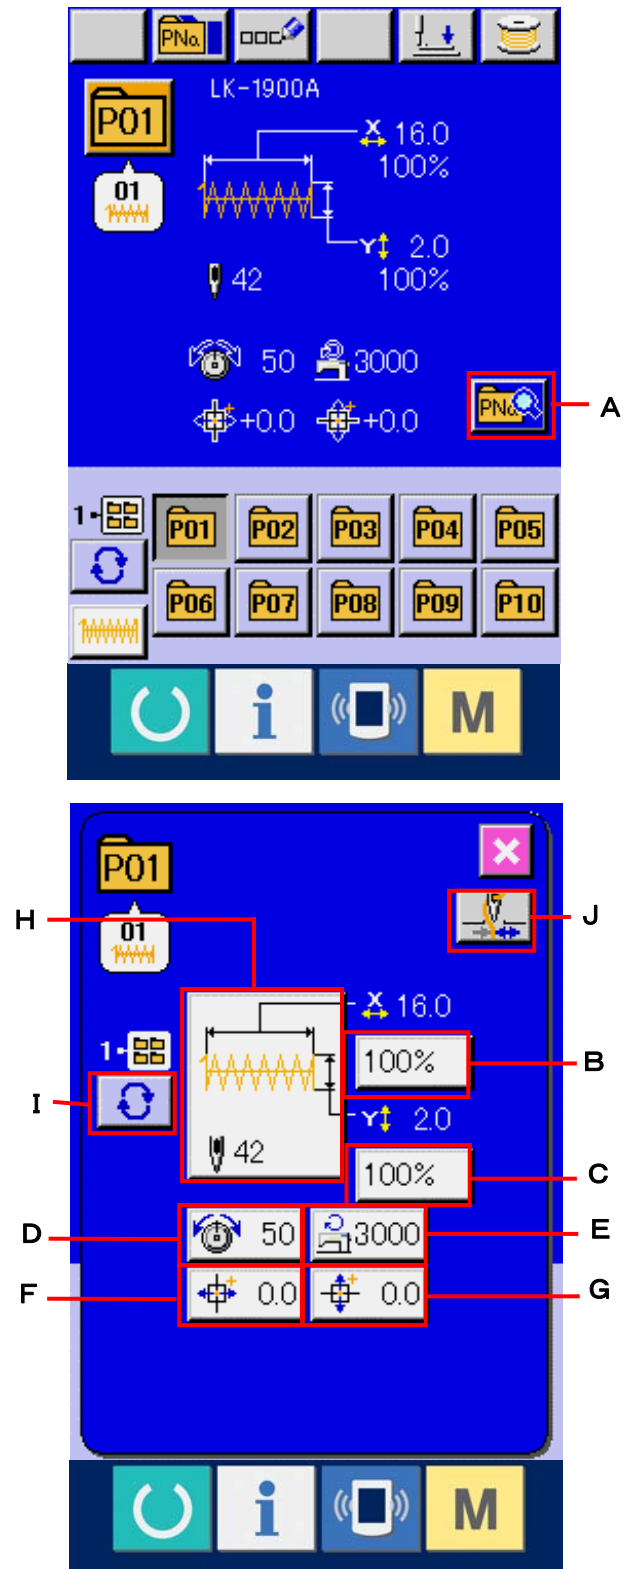 PNo.
LK-1900A
P01
X 16.0
100%
01
Y 2.0
42 100%
50 3000
+0.0 +0.0
PNo.
A
1
P01 P02 P03 P04 P05
P06 P07 P08 P09 P10
1
i M
P01
J
H
01
X 16.0
1
100%
B
I
1
Y 2.0
42
100%
C
D
50
3000
E
F
0.0
0.0
G
i M